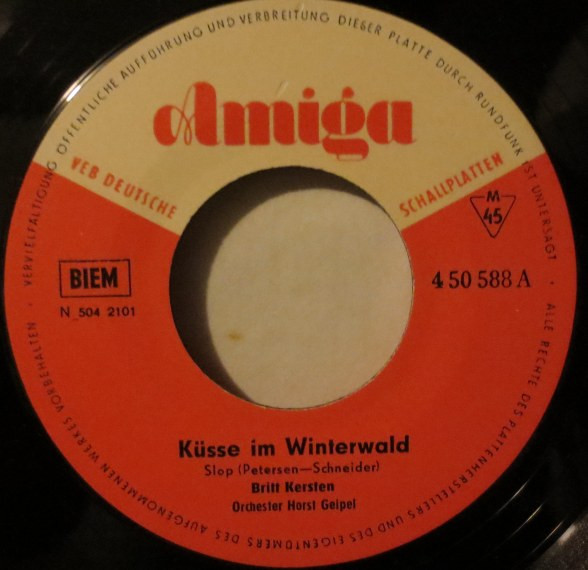 ÖFFENTLICHE AUFFÜHRUNG UND VERBREITUNG DIESER PLATTE DURCH RUNDFUNK IST UNTERSAGT · ALLE RECHTE DES PLATTENHERSTELLERS UND DES EIGENTÜMERS DES AUFGENOMMENEN WERKES VORBEHALTEN · VERVIELFÄLTIGUNG
Amiga
VEB DEUTSCHE SCHALLPLATTEN
M
45
BIEM
4 50 588 A
N 504 2101
Küsse im Winterwald
Slop (Petersen—Schneider)
Britt Kersten
Orchester Horst Geipel